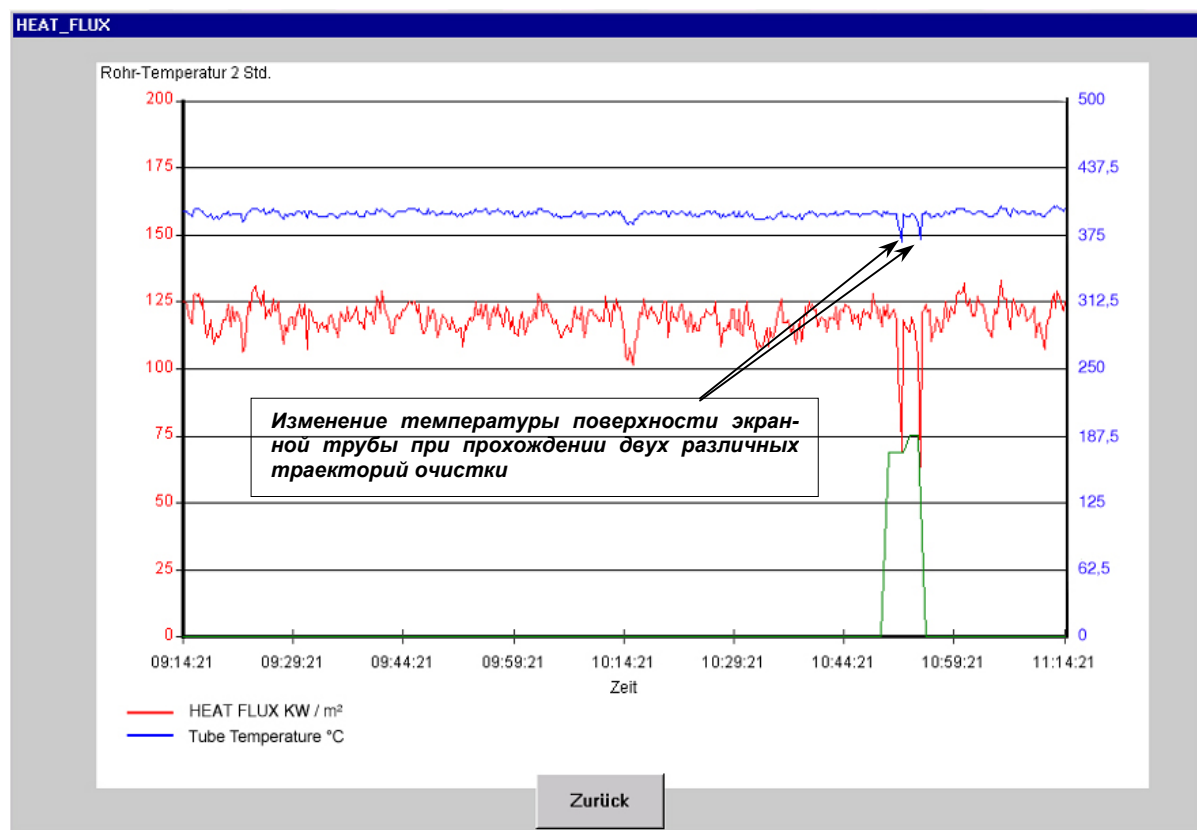 HEAT_FLUX
Rohr-Temperatur 2 Std.
200
175
150
125
100
75
50
25
0
500
437,5
375
312,5
250
187,5
125
62,5
0
Изменение температуры поверхности экран-
ной трубы при прохождении двух различных
траекторий очистки
09:14:21 09:29:21 09:44:21 09:59:21 10:14:21 10:29:21 10:44:21 10:59:21 11:14:21
Zeit
HEAT FLUX KW / m²
Tube Temperature °C
Zurück